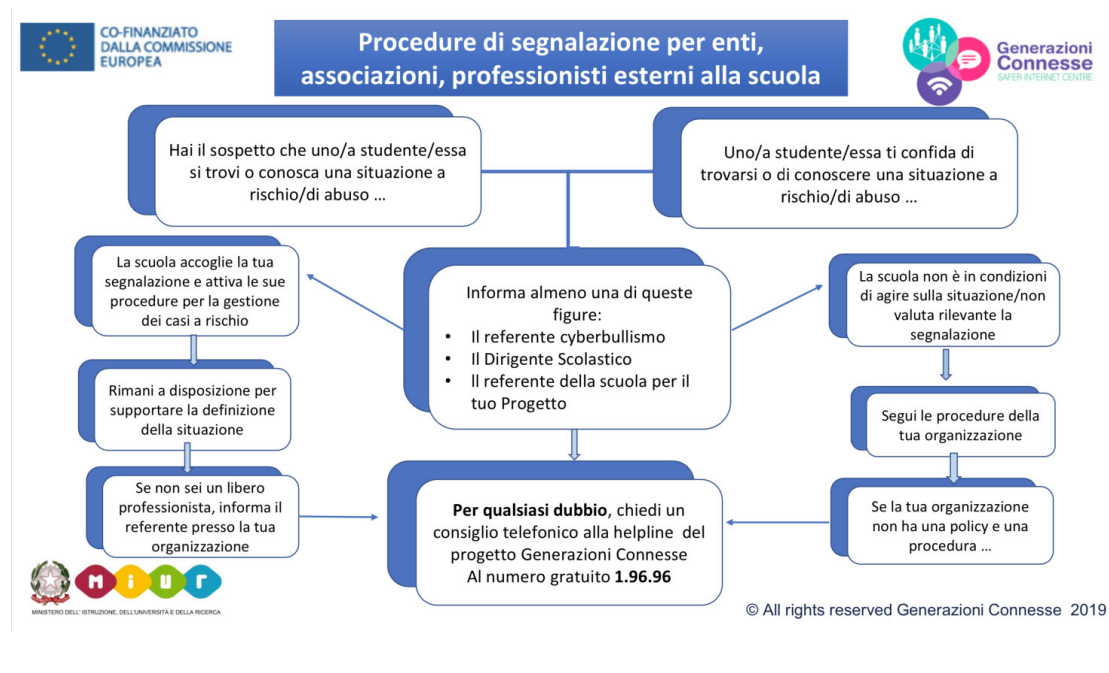 CO-FINANZIATO
DALLA COMMISSIONE
EUROPEA
Procedure di segnalazione per enti,
associazioni, professionisti esterni alla scuola
Generazioni
Connesse
SAFER INTERNET CENTRE
Hai il sospetto che uno/a studente/essa
si trovi o conosca una situazione a
rischio/di abuso …
Uno/a studente/essa ti confida di
trovarsi o di conoscere una situazione a
rischio/di abuso …
La scuola accoglie la tua
segnalazione e attiva le sue
procedure per la gestione
dei casi a rischio
Informa almeno una di queste
figure:
• Il referente cyberbullismo
• Il Dirigente Scolastico
• Il referente della scuola per il
tuo Progetto
La scuola non è in condizioni
di agire sulla situazione/non
valuta rilevante la
segnalazione
Rimani a disposizione per
supportare la definizione
della situazione
Segui le procedure della
tua organizzazione
Se non sei un libero
professionista, informa il
referente presso la tua
organizzazione
Per qualsiasi dubbio, chiedi un
consiglio telefonico alla helpline del
progetto Generazioni Connesse
Al numero gratuito 1.96.96
Se la tua organizzazione
non ha una policy e una
procedura …
MIUR
MINISTERO DELL' ISTRUZIONE, DELL'UNIVERSITÀ E DELLA RICERCA
© All rights reserved Generazioni Connesse 2019